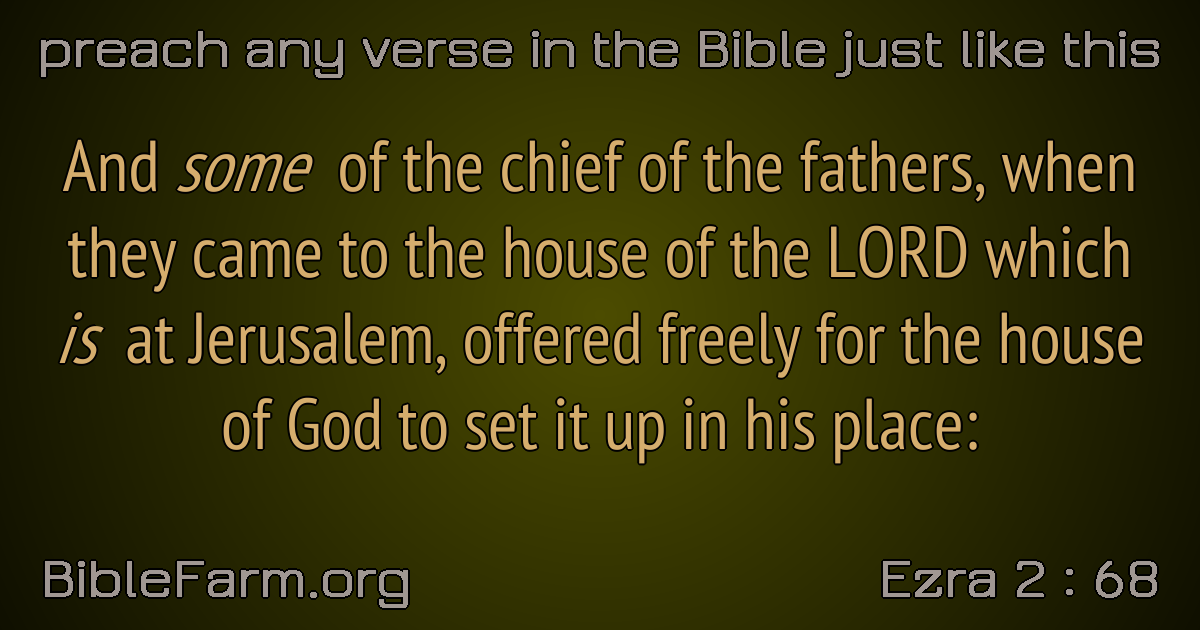 preach any verse in the Bible just like this
And some of the chief of the fathers, when
they came to the house of the LORD which
is at Jerusalem, offered freely for the house
of God to set it up in his place:
BibleFarm.org
Ezra 2 : 68